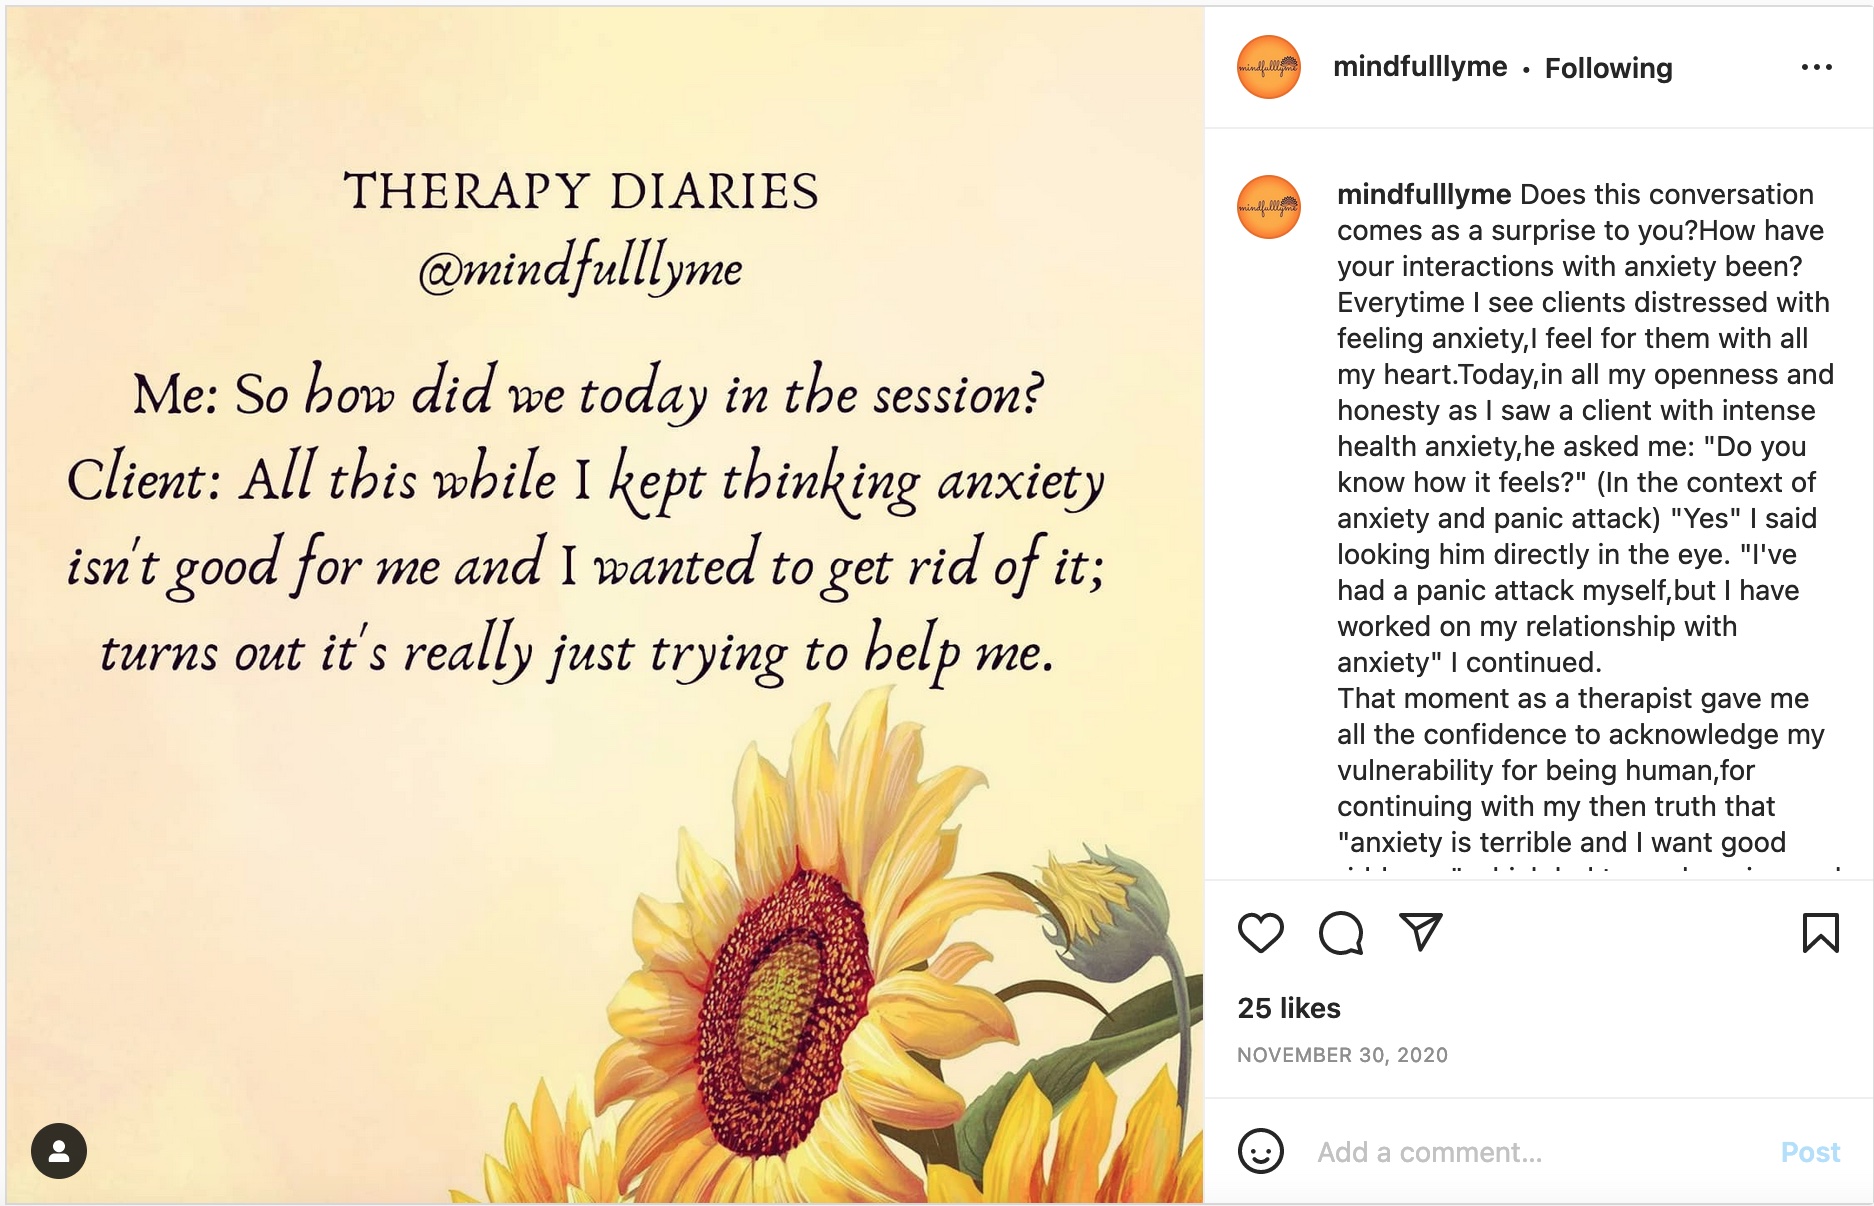 THERAPY DIARIES
@mindfulllyme
Me: So how did we today in the session?
Client: All this while I kept thinking anxiety
isn't good for me and I wanted to get rid of it;
turns out it's really just trying to help me.
mindfulllyme
mindfulllyme • Following
mindfulllyme
mindfulllyme Does this conversation
comes as a surprise to you?How have
your interactions with anxiety been?
Everytime I see clients distressed with
feeling anxiety,I feel for them with all
my heart.Today,in all my openness and
honesty as I saw a client with intense
health anxiety,he asked me: "Do you
know how it feels?" (In the context of
anxiety and panic attack) "Yes" I said
looking him directly in the eye. "I've
had a panic attack myself,but I have
worked on my relationship with
anxiety" I continued.
That moment as a therapist gave me
all the confidence to acknowledge my
vulnerability for being human,for
continuing with my then truth that
"anxiety is terrible and I want good
25 likes
NOVEMBER 30, 2020
Add a comment...
Post